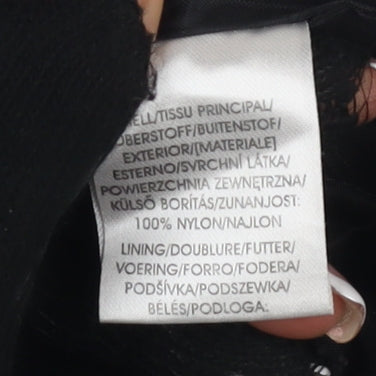 ELL/TISSU PRINCIPAL/
OBERSTOFF/BUITENSTOF/
EXTERIOR/[MATERIALE]
ESTERNO/SVRCHNÍ LÁTKA/
POWIERZCHNIA ZEWNĘTRZNA/
KÜLSŐ BORÍTÁS/ZUNANJOST:
100% NYLON/NAJLON
LINING/DOUBLURE/FUTTER/
VOERING/FORRO/FODERA/
PODŠÍVKA/PODSZEWKA/
BÉLÉS/PODLOGA: